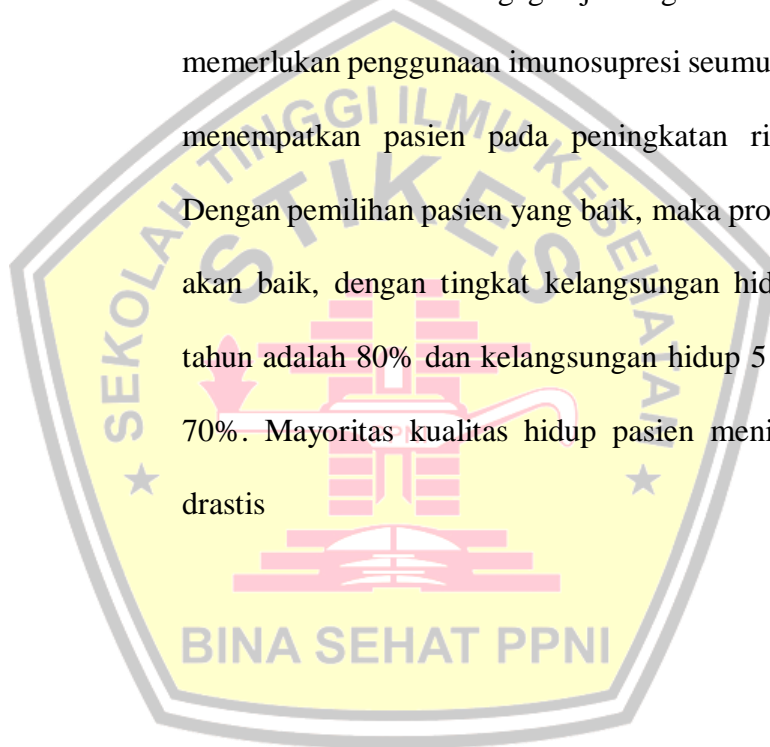 memerlukan penggunaan imunosupresi seumu
menempatkan pasien pada peningkatan ri
Dengan pemilihan pasien yang baik, maka pro
akan baik, dengan tingkat kelangsungan hid
tahun adalah 80% dan kelangsungan hidup 5
70%. Mayoritas kualitas hidup pasien meni
drastis
SEKOLAH TINGGI ILMU KESEHATAN
STIKES
PPNI
BINA SEHAT PPNI